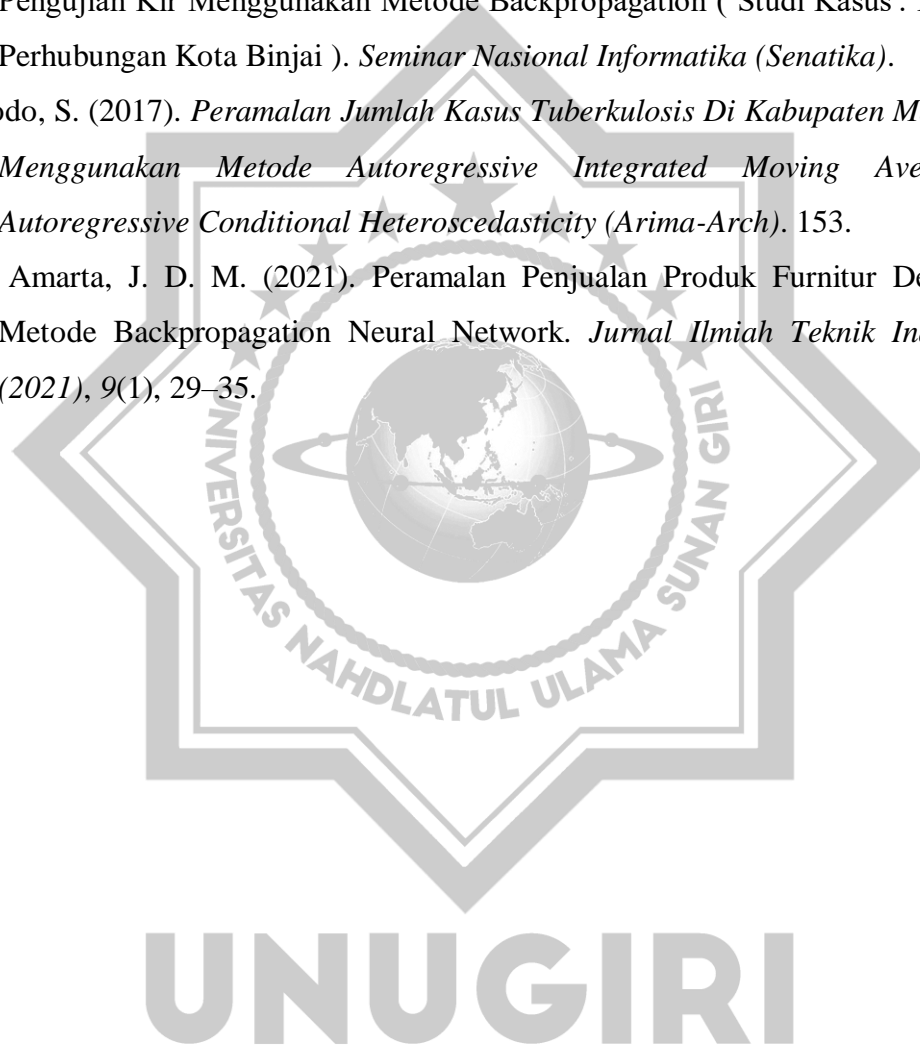 Pengujian Kir Menggunakan Metode Backpropagation ( Studi Kasus :
Perhubungan Kota Binjai ). Seminar Nasional Informatika (Senatika).
odo, S. (2017). Peramalan Jumlah Kasus Tuberkulosis Di Kabupaten M
Menggunakan Metode Autoregressive Integrated Moving Ave
Autoregressive Conditional Heteroscedasticity (Arima-Arch). 153.
Amarta, J. D. M. (2021). Peramalan Penjualan Produk Furnitur De
Metode Backpropagation Neural Network. Jurnal Ilmiah Teknik In
(2021), 9(1), 29–35.
UNIVERSITAS NAHDLATUL ULAMA SUNAN GIRI
UNUGIRI